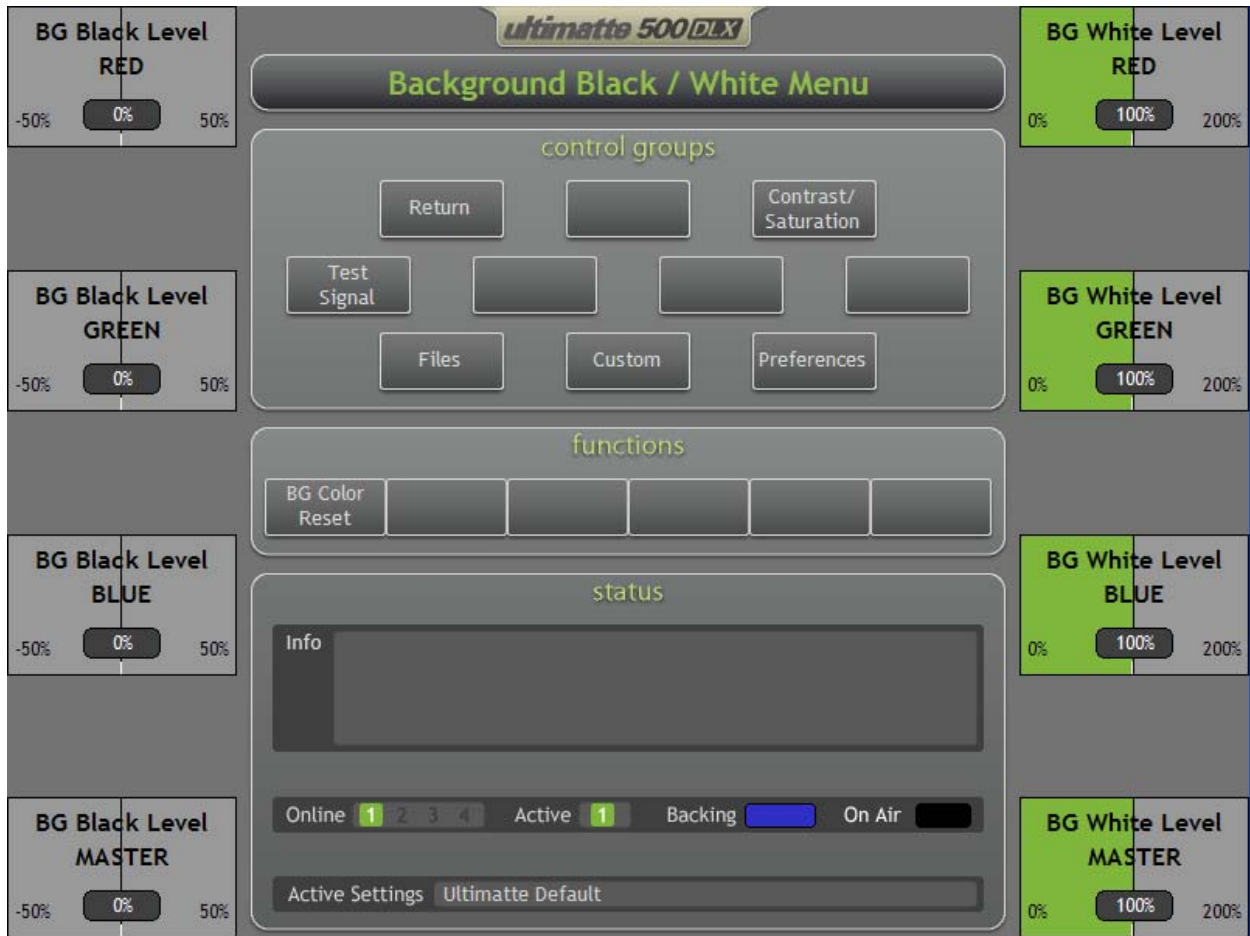 ultimatte 500 DLX
Background Black / White Menu
BG Black Level
RED
-50% 0% 50%
BG Black Level
GREEN
-50% 0% 50%
BG Black Level
BLUE
-50% 0% 50%
BG Black Level
MASTER
-50% 0% 50%
control groups
Return
Contrast/
Saturation
Test
Signal
Files Custom Preferences
functions
BG Color
Reset
status
Info
Online 1 2 3 4 Active 1 Backing On Air
Active Settings Ultimatte Default
BG White Level
RED
0% 100% 200%
BG White Level
GREEN
0% 100% 200%
BG White Level
BLUE
0% 100% 200%
BG White Level
MASTER
0% 100% 200%